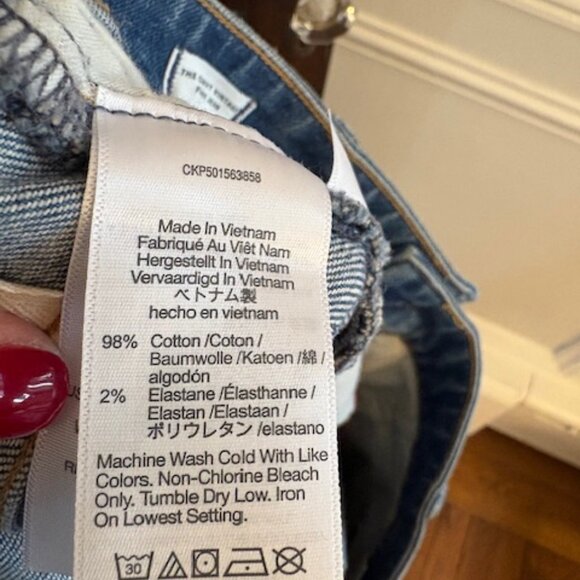 CKP501563858
Made In Vietnam
Fabriqué Au Viêt Nam
Hergestellt In Vietnam
Vervaardigd In Vietnam
ベトナム製
hecho en vietnam
98% Cotton /Coton /
Baumwolle /Katoen /綿 /
algodón
2% Elastane /Élasthanne /
Elastan /Elastaan /
ポリウレタン /elastano
Machine Wash Cold With Like
Colors. Non-Chlorine Bleach
Only. Tumble Dry Low. Iron
On Lowest Setting.
30